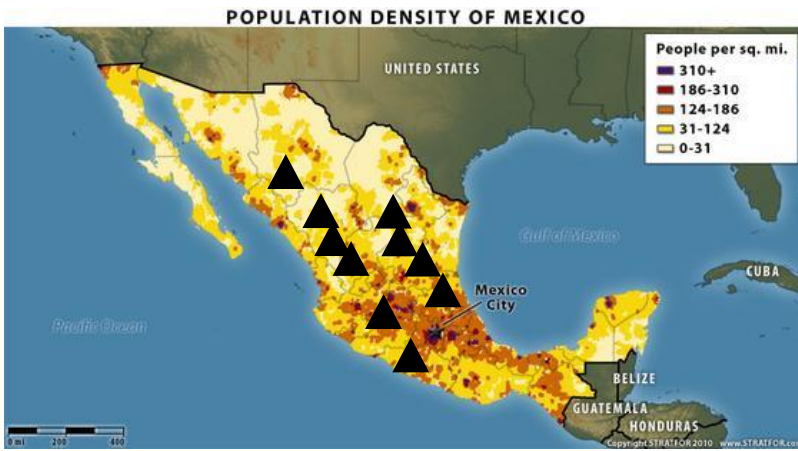 POPULATION DENSITY OF MEXICO
People per sq. mi.
310+
186-310
124-186
31-124
0-31
UNITED STATES
Gulf of Mexico
CUBA
Mexico
City
Pacific Ocean
BELIZE
GUATEMALA
HONDURAS
0 mi 200 400
Copyright STRATFOR 2010 www.STRATFOR.com